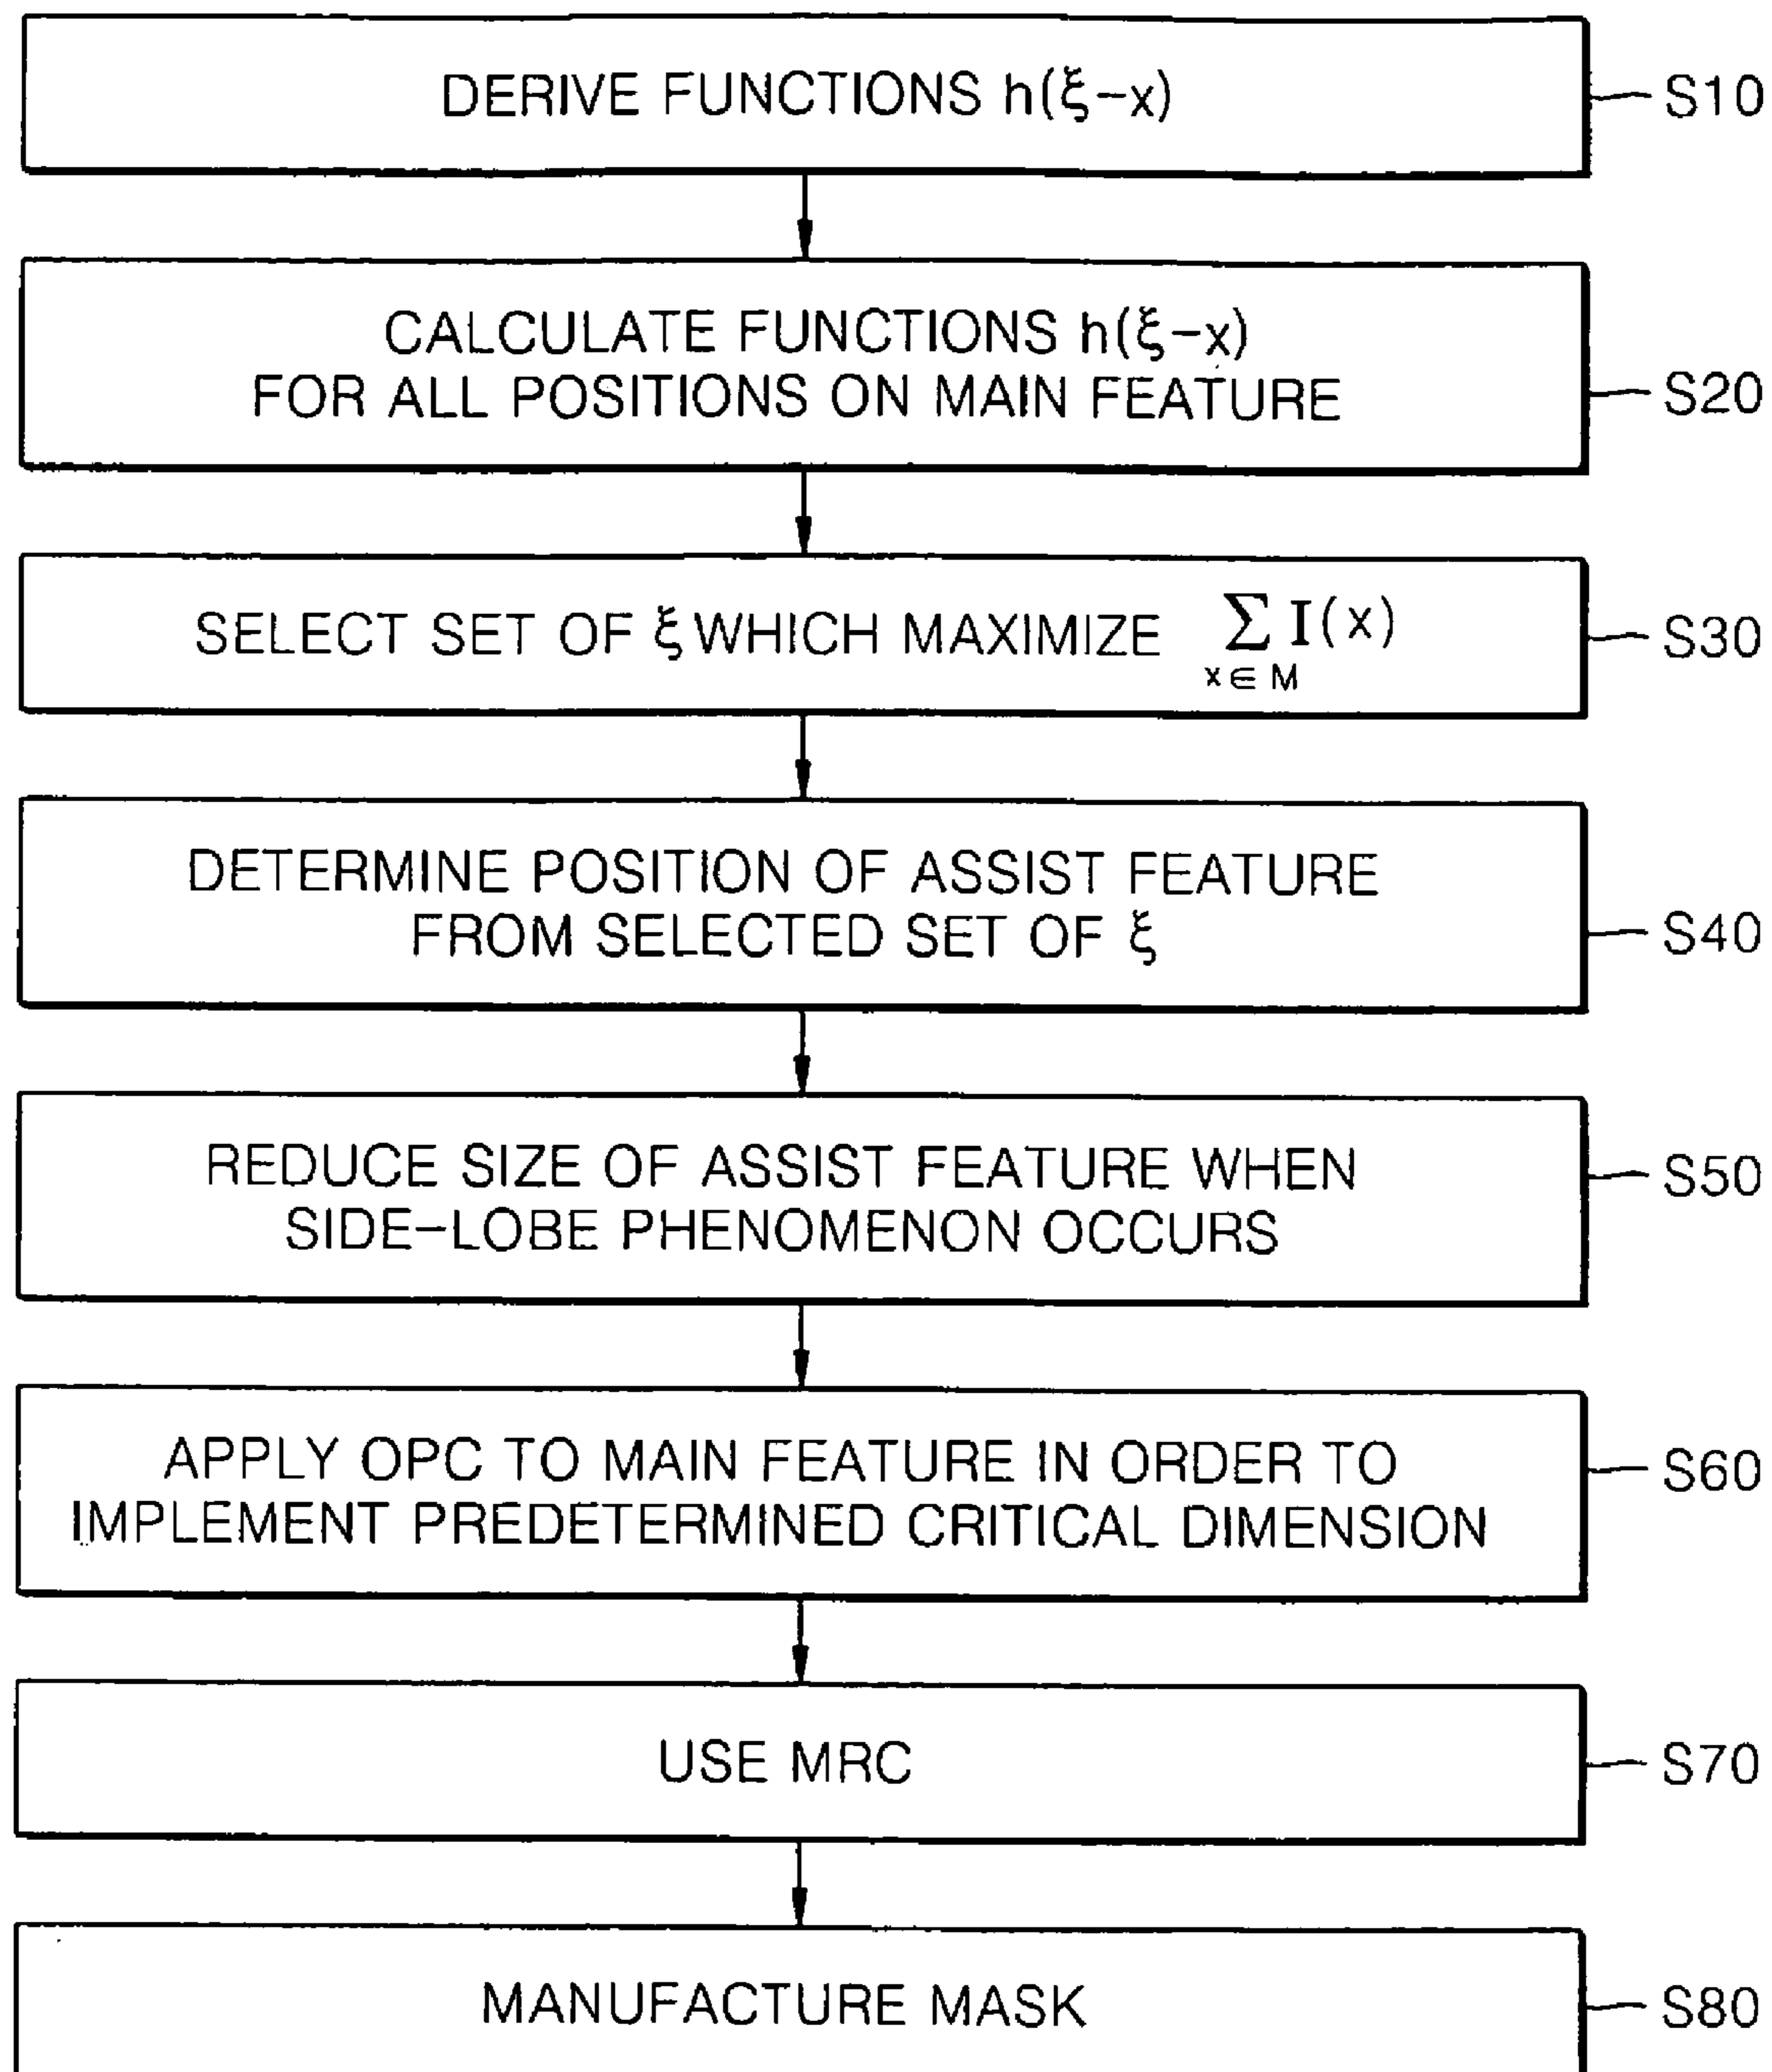 DERIVE FUNCTIONS h(ξ-x)
S10
CALCULATE FUNCTIONS h(ξ-x)
FOR ALL POSITIONS ON MAIN FEATURE
S20
SELECT SET OF ξ WHICH MAXIMIZE ∑ I(x)
x∈M
S30
DETERMINE POSITION OF ASSIST FEATURE
FROM SELECTED SET OF ξ
S40
REDUCE SIZE OF ASSIST FEATURE WHEN
SIDE-LOBE PHENOMENON OCCURS
S50
APPLY OPC TO MAIN FEATURE IN ORDER TO
IMPLEMENT PREDETERMINED CRITICAL DIMENSION
S60
USE MRC
S70
MANUFACTURE MASK
S80